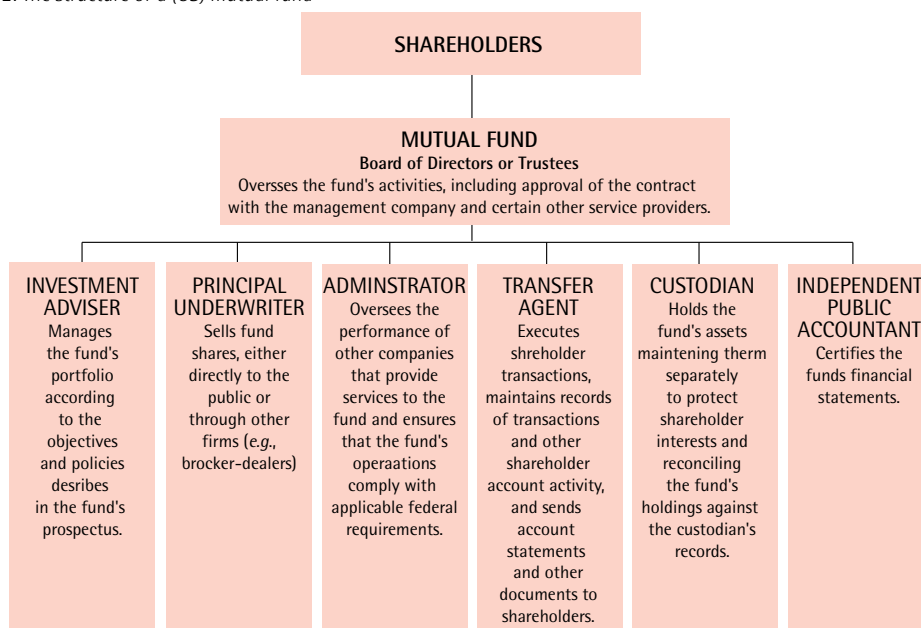 2. The structure of a (US) mutual fund
SHAREHOLDERS
MUTUAL FUND
Board of Directors or Trustees
Oversses the fund's activities, including approval of the contract
with the management company and certain other service providers.
INVESTMENT
ADVISER
Manages
the fund's
portfolio
according
to the
objectives
and policies
desribes
in the fund's
prospectus.
PRINCIPAL
UNDERWRITER
Sells fund
shares, either
directly to the
public or
through other
firms (e.g.,
brocker-dealers)
ADMINSTRATOR
Oversees the
performance of
other companies
that provide
services to the
fund and ensures
that the fund's
operaations
comply with
applicable federal
requirements.
TRANSFER
AGENT
Executes
shreholder
transactions,
maintains records
of transactions
and other
shareholder
account activity,
and sends
account
statements
and other
documents to
shareholders.
CUSTODIAN
Holds the
fund's assets
maintening therm
separately
to protect
shareholder
interests and
reconciling
the fund's
holdings against
the custodian's
records.
INDEPENDENT
PUBLIC
ACCOUNTANT
Certifies the
funds financial
statements.